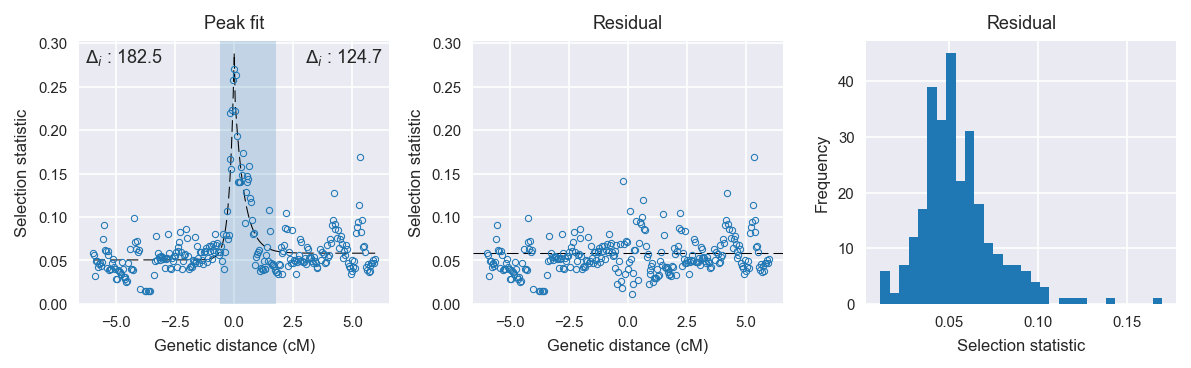 Peak fit
Δi : 182.5
Δi : 124.7
Selection statistic
0.30
0.25
0.20
0.15
0.10
0.05
0.00
−5.0
−2.5
0.0
2.5
5.0
Genetic distance (cM)
Residual
Selection statistic
0.30
0.25
0.20
0.15
0.10
0.05
0.00
−5.0
−2.5
0.0
2.5
5.0
Genetic distance (cM)
Residual
Frequency
40
30
20
10
0
0.05
0.10
0.15
Selection statistic